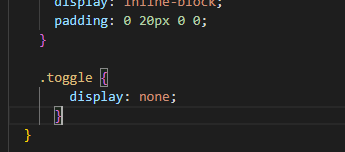 display: inline-block;
padding: 0 20px 0 0;
}
.toggle {
display: none;
}
}